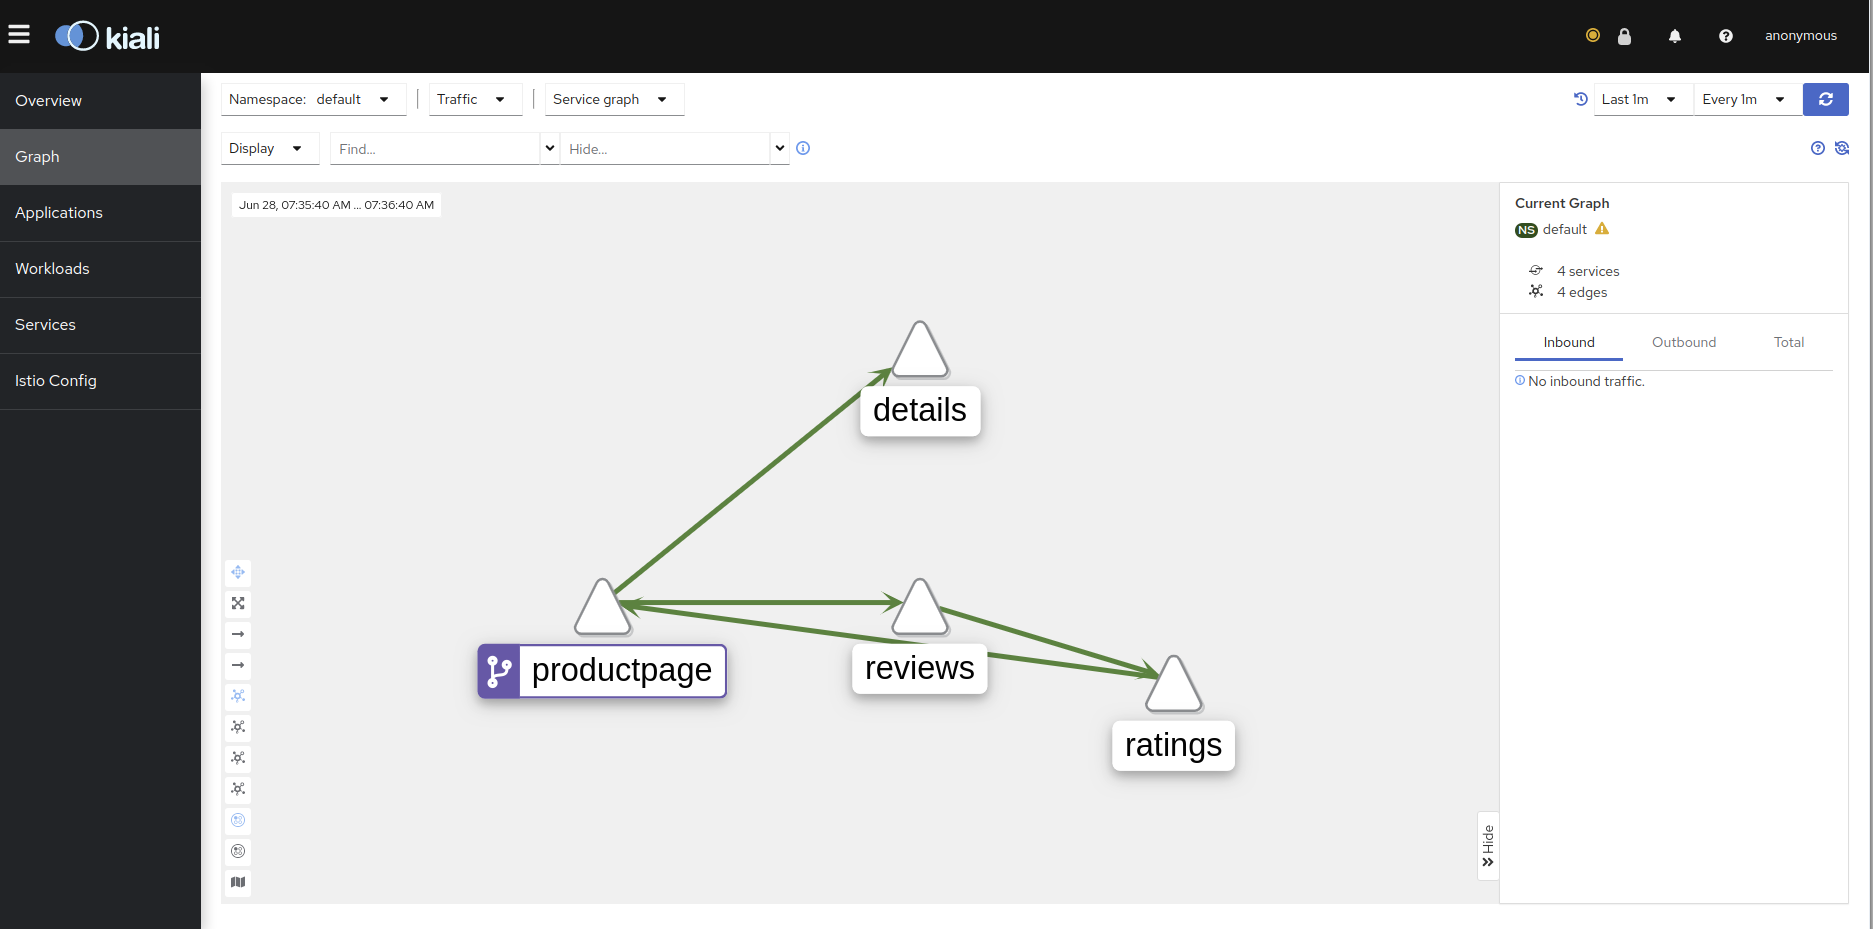 kiali
anonymous
Overview
Graph
Applications
Workloads
Services
Istio Config
Namespace: default
Traffic
Service graph
Last 1m
Every 1m
Display
Find...
Hide...
Jun 28, 07:35:40 AM ... 07:36:40 AM
details
productpage
reviews
ratings
Hide
Current Graph
NS default
4 services
4 edges
Inbound Outbound Total
No inbound traffic.